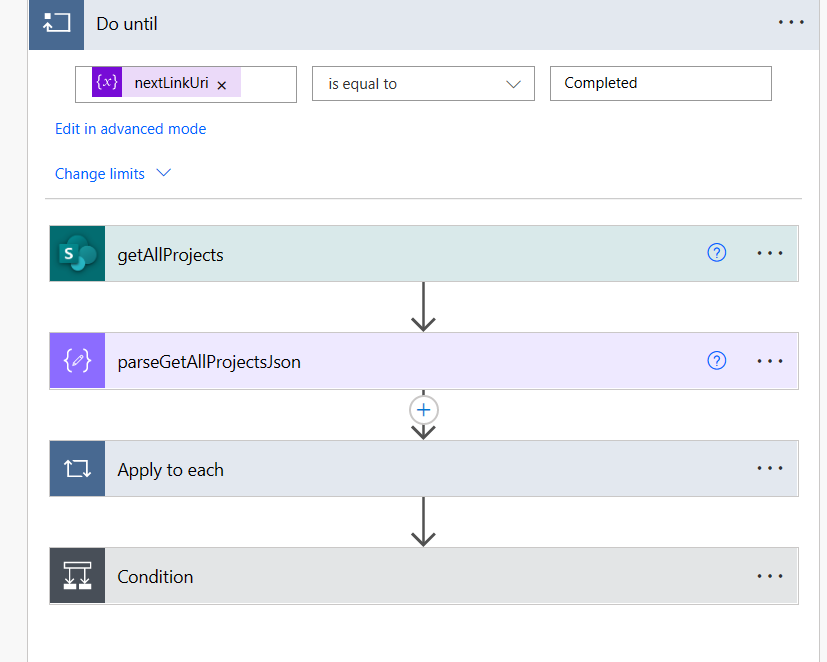 Do until
{x} nextLinkUri × is equal to Completed
Edit in advanced mode
Change limits
S getAllProjects ?
parseGetAllProjectsJson ?
Apply to each
Condition